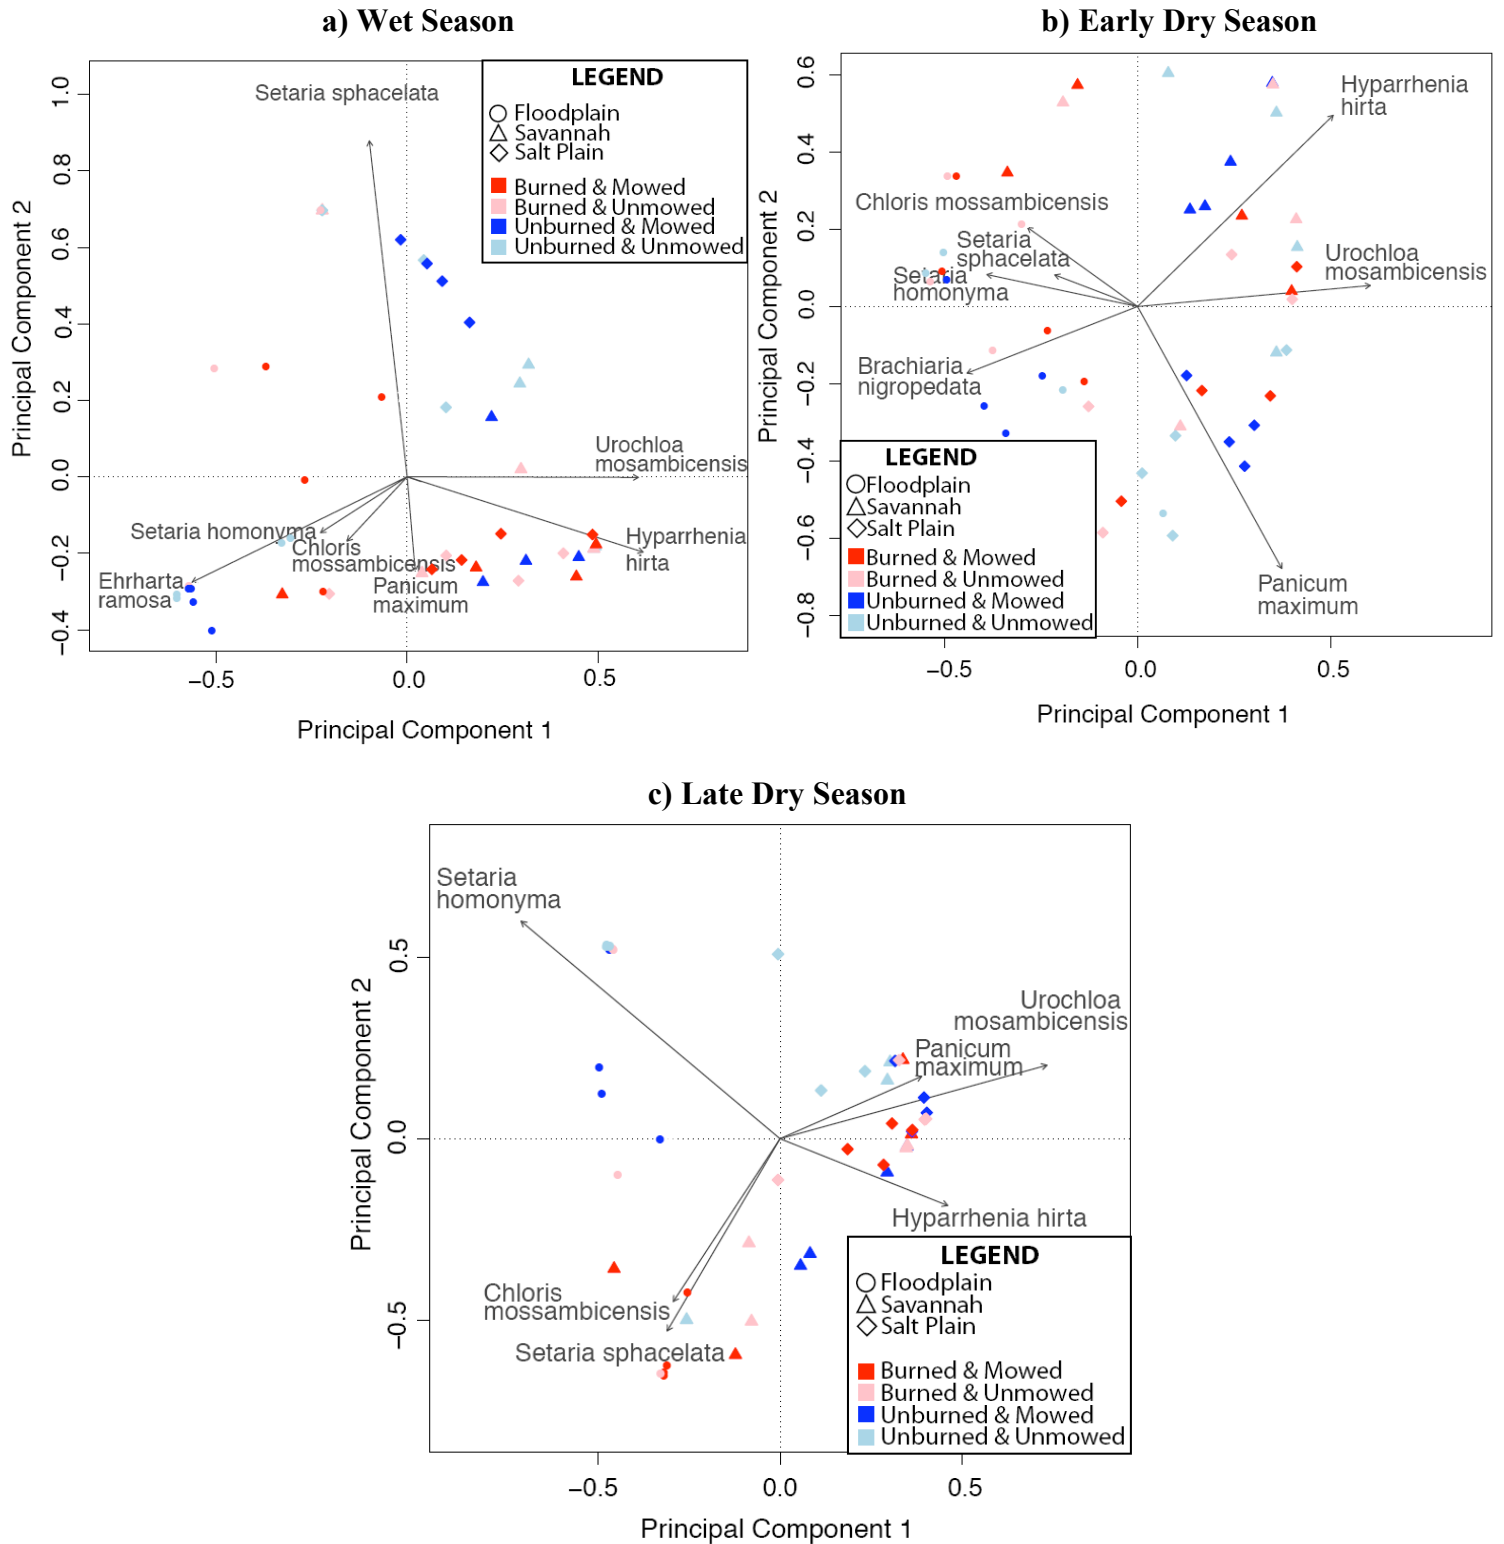 a) Wet Season
1.0
0.8
0.6
0.4
0.2
0.0
−0.2
−0.4
Principal Component 2
Setaria sphacelata
LEGEND
Floodplain
Savannah
Salt Plain
Burned & Mowed
Burned & Unmowed
Unburned & Mowed
Unburned & Unmowed
Urochloa
mosambicensis
Hyparrhenia
hirta
Setaria homonyma
Chloris
mossambicensis
Panicum
maximum
Ehrharta
ramosa
−0.5
0.0
0.5
Principal Component 1
b) Early Dry Season
0.6
0.4
0.2
0.0
−0.2
−0.4
−0.6
−0.8
Principal Component 2
Hyparrhenia
hirta
Chloris mossambicensis
Setaria
sphacelata
Setaria
homonyma
Urochloa
mosambicensis
Brachiaria
nigropedata
Panicum
maximum
LEGEND
Floodplain
Savannah
Salt Plain
Burned & Mowed
Burned & Unmowed
Unburned & Mowed
Unburned & Unmowed
−0.5
0.0
0.5
Principal Component 1
c) Late Dry Season
0.5
0.0
−0.5
Principal Component 2
Setaria
homonyma
Urochloa
mosambicensis
Panicum
maximum
Hyparrhenia hirta
Chloris
mossambicensis
Setaria sphacelata
LEGEND
Floodplain
Savannah
Salt Plain
Burned & Mowed
Burned & Unmowed
Unburned & Mowed
Unburned & Unmowed
−0.5
0.0
0.5
Principal Component 1